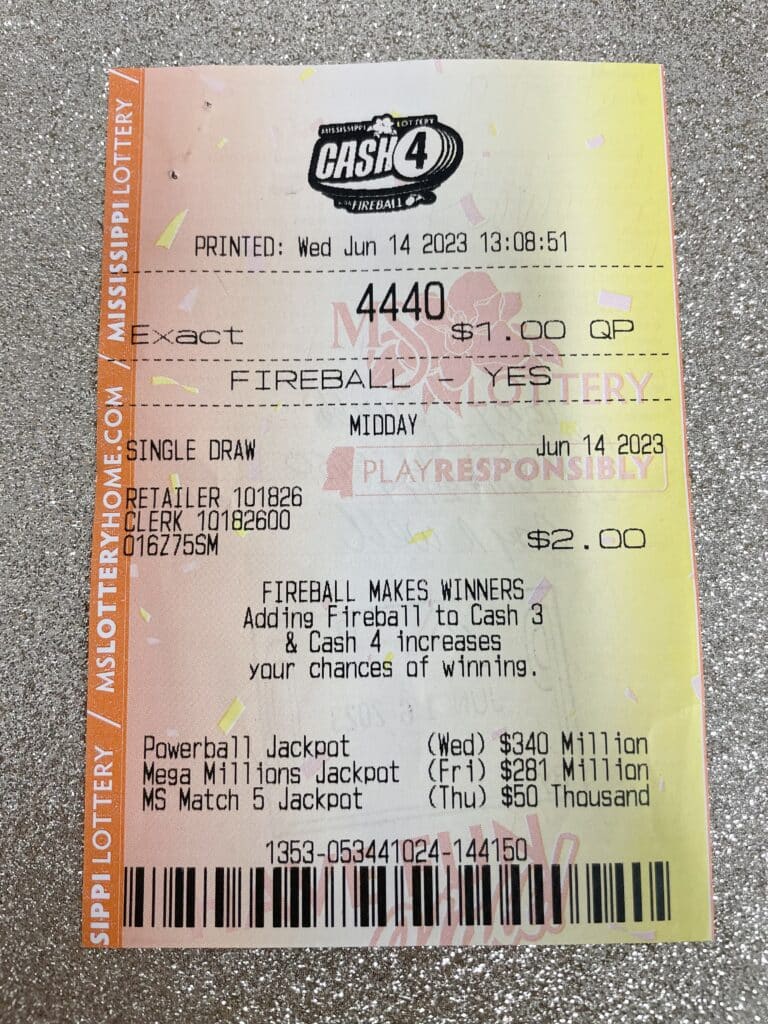 MISSISSIPPI LOTTERY
CASH 4
FIREBALL
PRINTED: Wed Jun 14 2023 13:08:51
4440
Exact $1.00 QP
FIREBALL - YES
MIDDAY
SINGLE DRAW Jun 14 2023
RETAILER 101826
CLERK 10182600
016Z75SM $2.00
FIREBALL MAKES WINNERS
Adding Fireball to Cash 3
& Cash 4 increases
your chances of winning.
Powerball Jackpot (Wed) $340 Million
Mega Millions Jackpot (Fri) $281 Million
MS Match 5 Jackpot (Thu) $50 Thousand
1353-053441024-144150
MS
LOTTERY
PLAYRESPONSIBLY
SIPPI LOTTERY / MSLOTTERYHOME.COM / MISSISSIPPI LOTTERY /